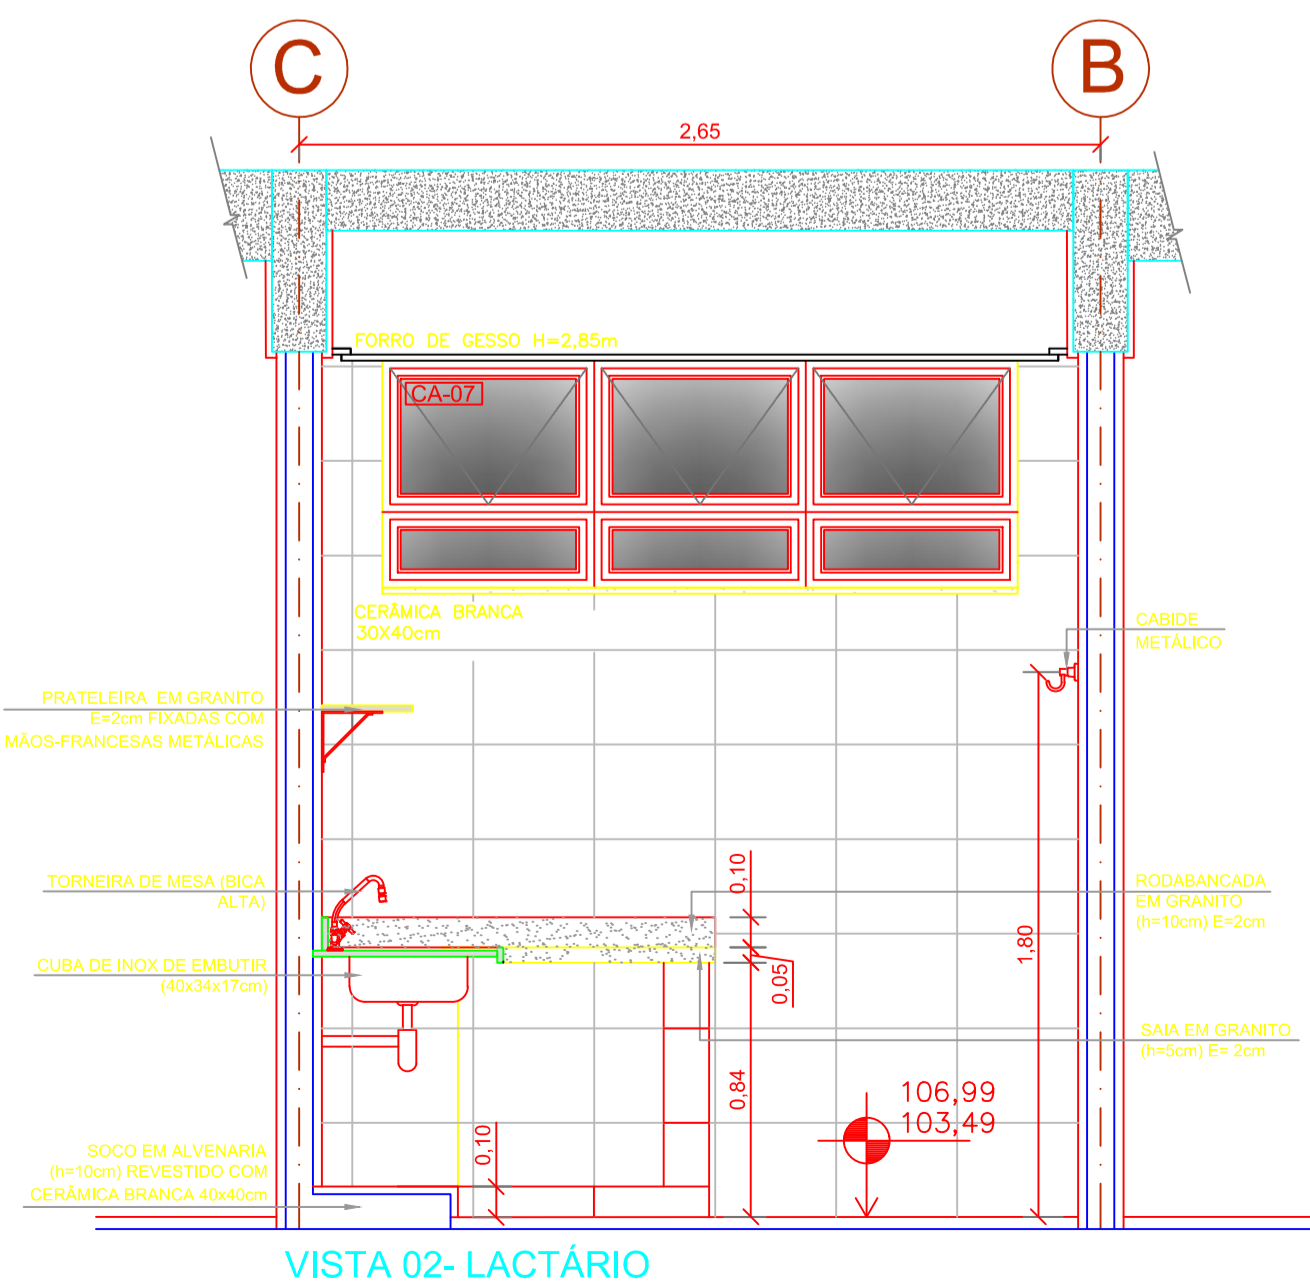 C
B
2,65
FORRO DE GESSO H=2,85m
CA-07
CERÂMICA BRANCA
30X40cm
CABIDE
METÁLICO
PRATELEIRA EM GRANITO
E=2cm FIXADAS COM
MÃOS-FRANCESAS METÁLICAS
TORNEIRA DE MESA (BICA
ALTA)
0,10
RODABANCADA
EM GRANITO
(h=10cm) E=2cm
1,80
CUBA DE INOX DE EMBUTIR
(40x34x17cm)
0,05
SAIA EM GRANITO
(h=5cm) E= 2cm
0,84
106,99
103,49
0,10
SOCO EM ALVENARIA
(h=10cm) REVESTIDO COM
CERÂMICA BRANCA 40x40cm
VISTA 02- LACTÁRIO